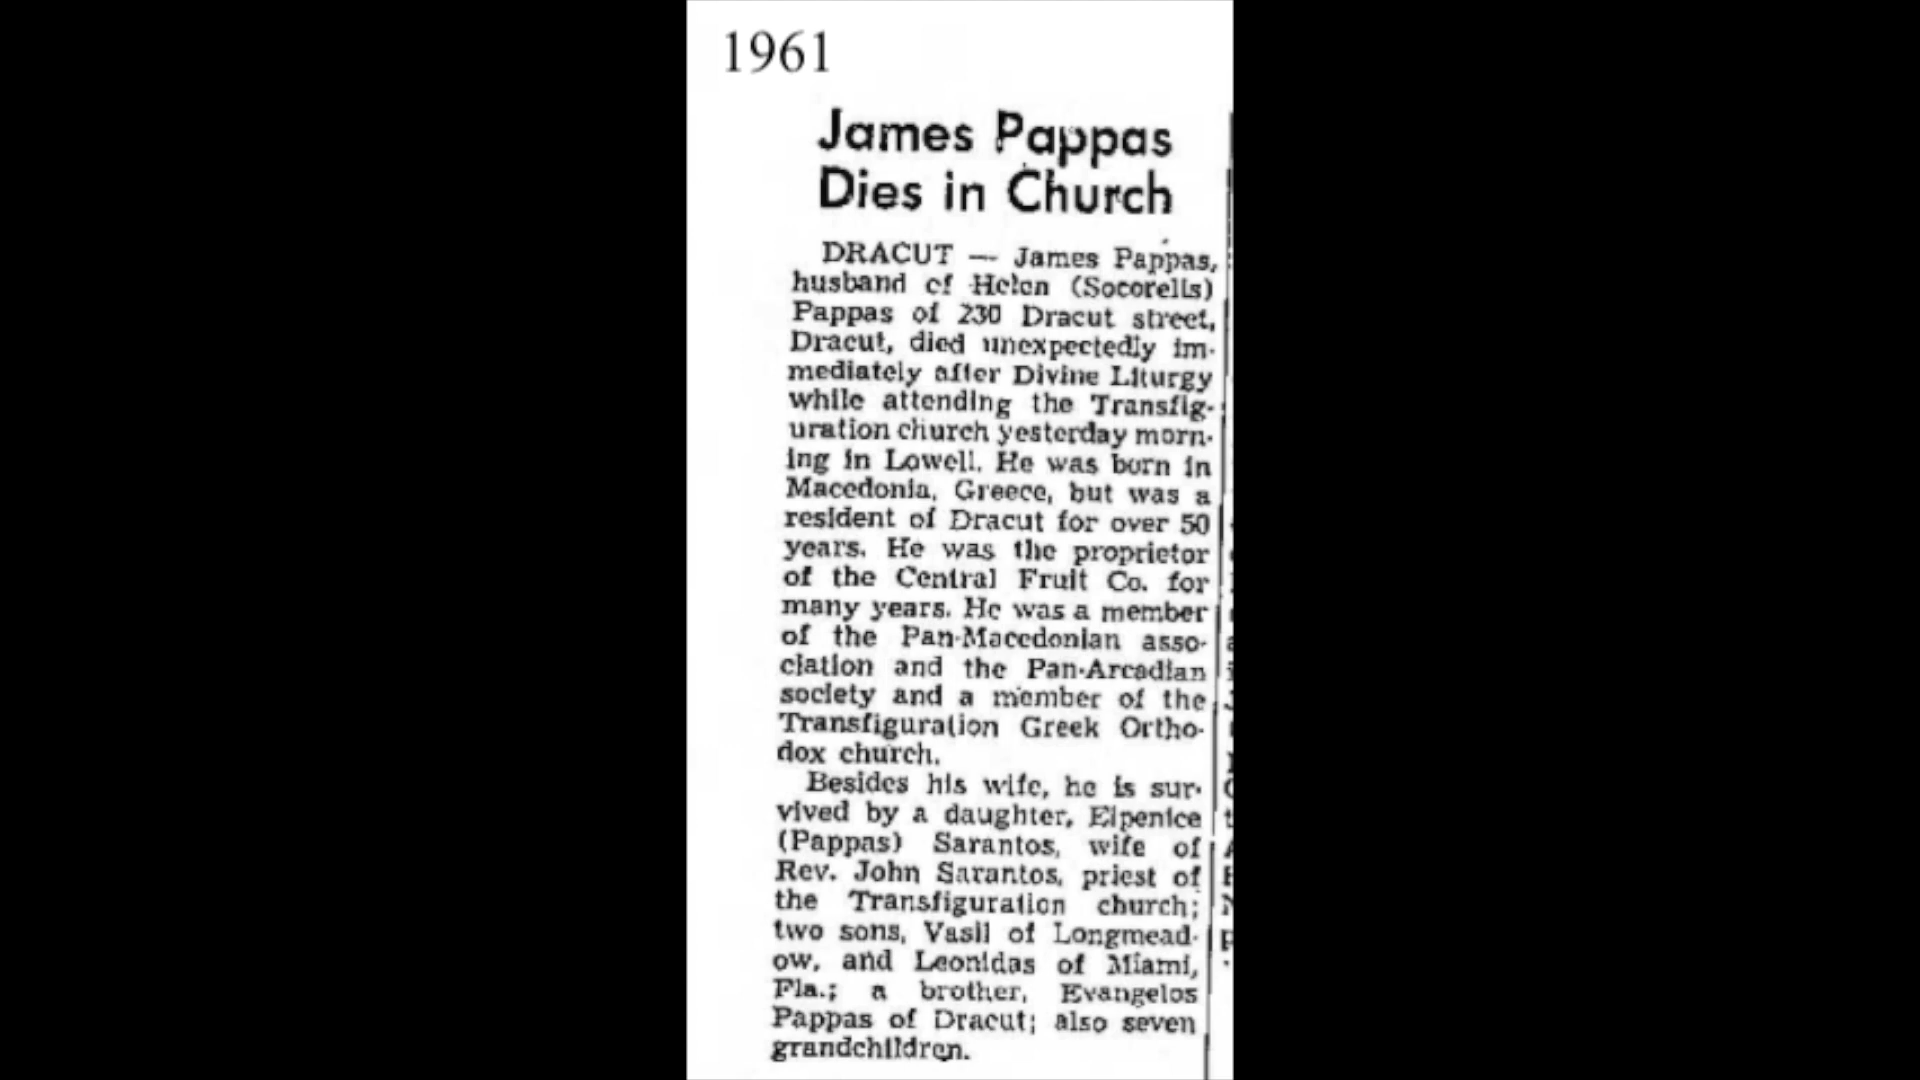 1961
James Pappas
Dies in Church
DRACUT — James Pappas,
husband of Helen (Socorells)
Pappas of 230 Dracut street,
Dracut, died unexpectedly im-
mediately after Divine Liturgy
while attending the Transfig-
uration church yesterday morn-
ing in Lowell. He was born in
Macedonia, Greece, but was a
resident of Dracut for over 50
years. He was the proprietor
of the Central Fruit Co. for
many years. He was a member
of the Pan-Macedonian asso-
ciation and the Pan-Arcadian
society and a member of the
Transfiguration Greek Ortho-
dox church.
Besides his wife, he is sur-
vived by a daughter, Elpenice
(Pappas) Sarantos, wife of
Rev. John Sarantos, priest of
the Transfiguration church;
two sons, Vasil of Longmead-
ow, and Leonidas of Miami,
Fla.; a brother, Evangelos
Pappas of Dracut; also seven
grandchildren.